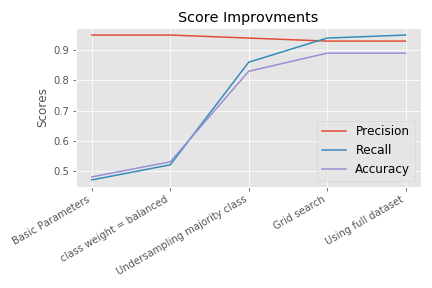 Score Improvments
Scores
0.9
0.8
0.7
0.6
0.5
Precision
Recall
Accuracy
Basic Parameters
class weight = balanced
Undersampling majority class
Grid search
Using full dataset